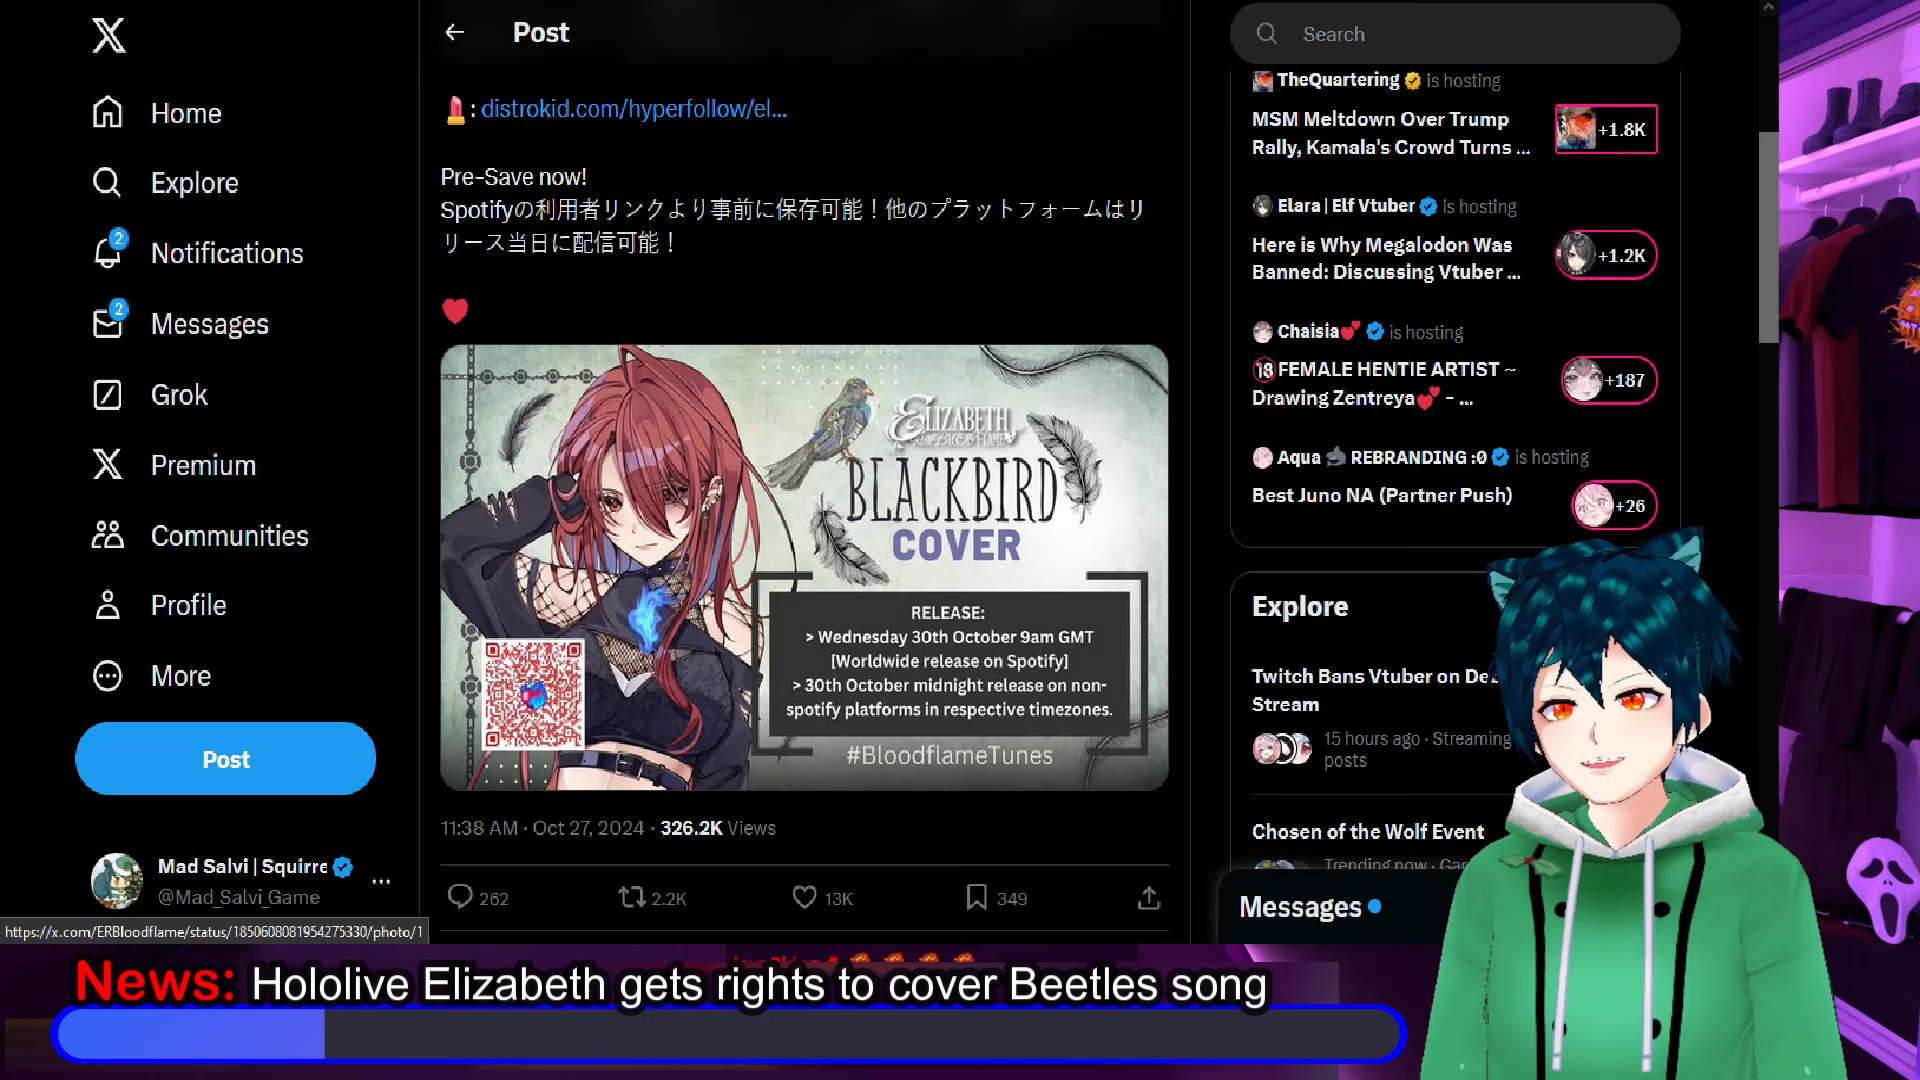 Home
Explore
2
Notifications
2
Messages
Grok
Premium
Communities
Profile
More
Post
Mad Salvi | Squirre
@Mad_Salvi_Game
https://x.com/ERBloodflame/status/1850608081954275330/photo/1
Post
: distrokid.com/hyperfollow/el...
Pre-Save now!
Spotifyの利用者リンクより事前に保存可能！他のプラットフォームはリ
リース当日に配信可能！
ELIZABETH
ROSE BLOODFLAME
BLACKBIRD
COVER
RELEASE:
> Wednesday 30th October 9am GMT
[Worldwide release on Spotify]
> 30th October midnight release on non-
spotify platforms in respective timezones.
#BloodflameTunes
11:38 AM · Oct 27, 2024 · 326.2K Views
262
2.2K
13K
349
Search
TheQuartering is hosting
MSM Meltdown Over Trump
Rally, Kamala's Crowd Turns ...
+1.8K
Elara | Elf Vtuber is hosting
Here is Why Megalodon Was
Banned: Discussing Vtuber ...
+1.2K
Chaisia is hosting
18 FEMALE HENTIE ARTIST ~
Drawing Zentreya - ...
+187
Aqua REBRANDING :0 is hosting
Best Juno NA (Partner Push)
+26
Explore
Twitch Bans Vtuber on De
Stream
15 hours ago · Streaming
posts
Chosen of the Wolf Event
Trending now · Gar
Messages
News: Hololive Elizabeth gets rights to cover Beetles song